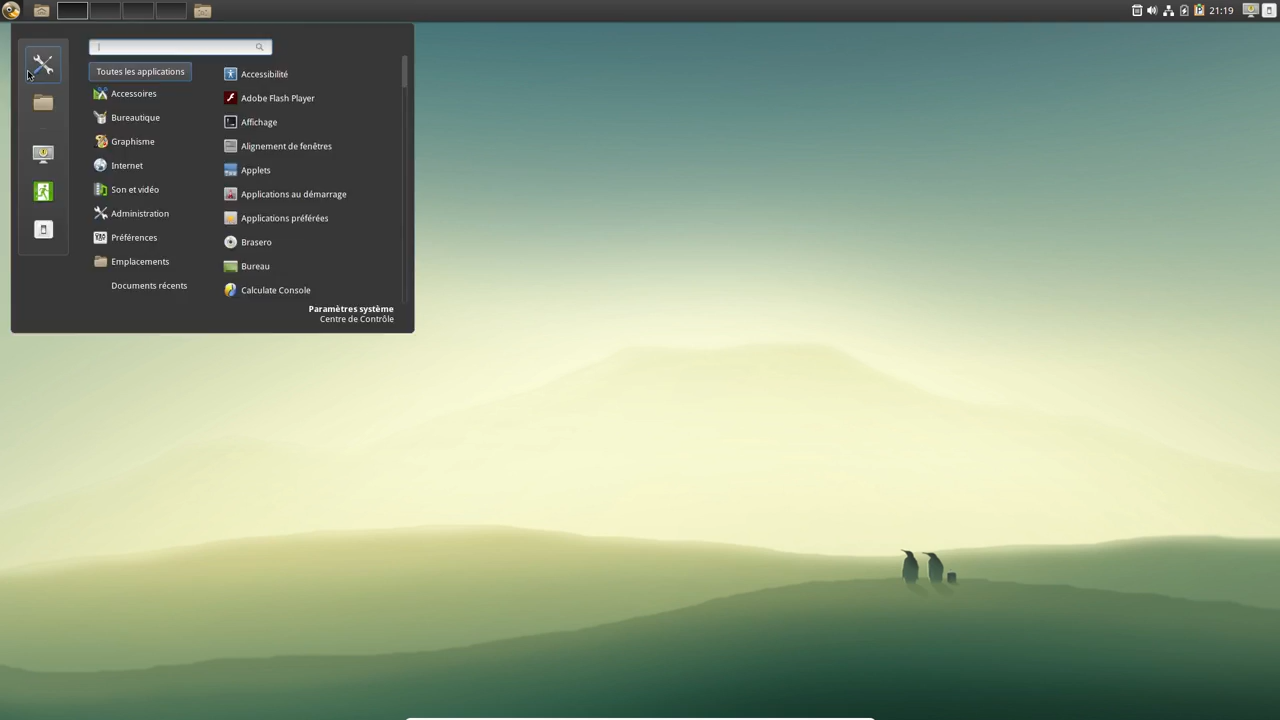 21:19
Toutes les applications
Accessoires
Bureautique
Graphisme
Internet
Son et vidéo
Administration
Préférences
Emplacements
Documents récents
Accessibilité
Adobe Flash Player
Affichage
Alignement de fenêtres
Applets
Applications au démarrage
Applications préférées
Brasero
Bureau
Calculate Console
Paramètres système
Centre de Contrôle